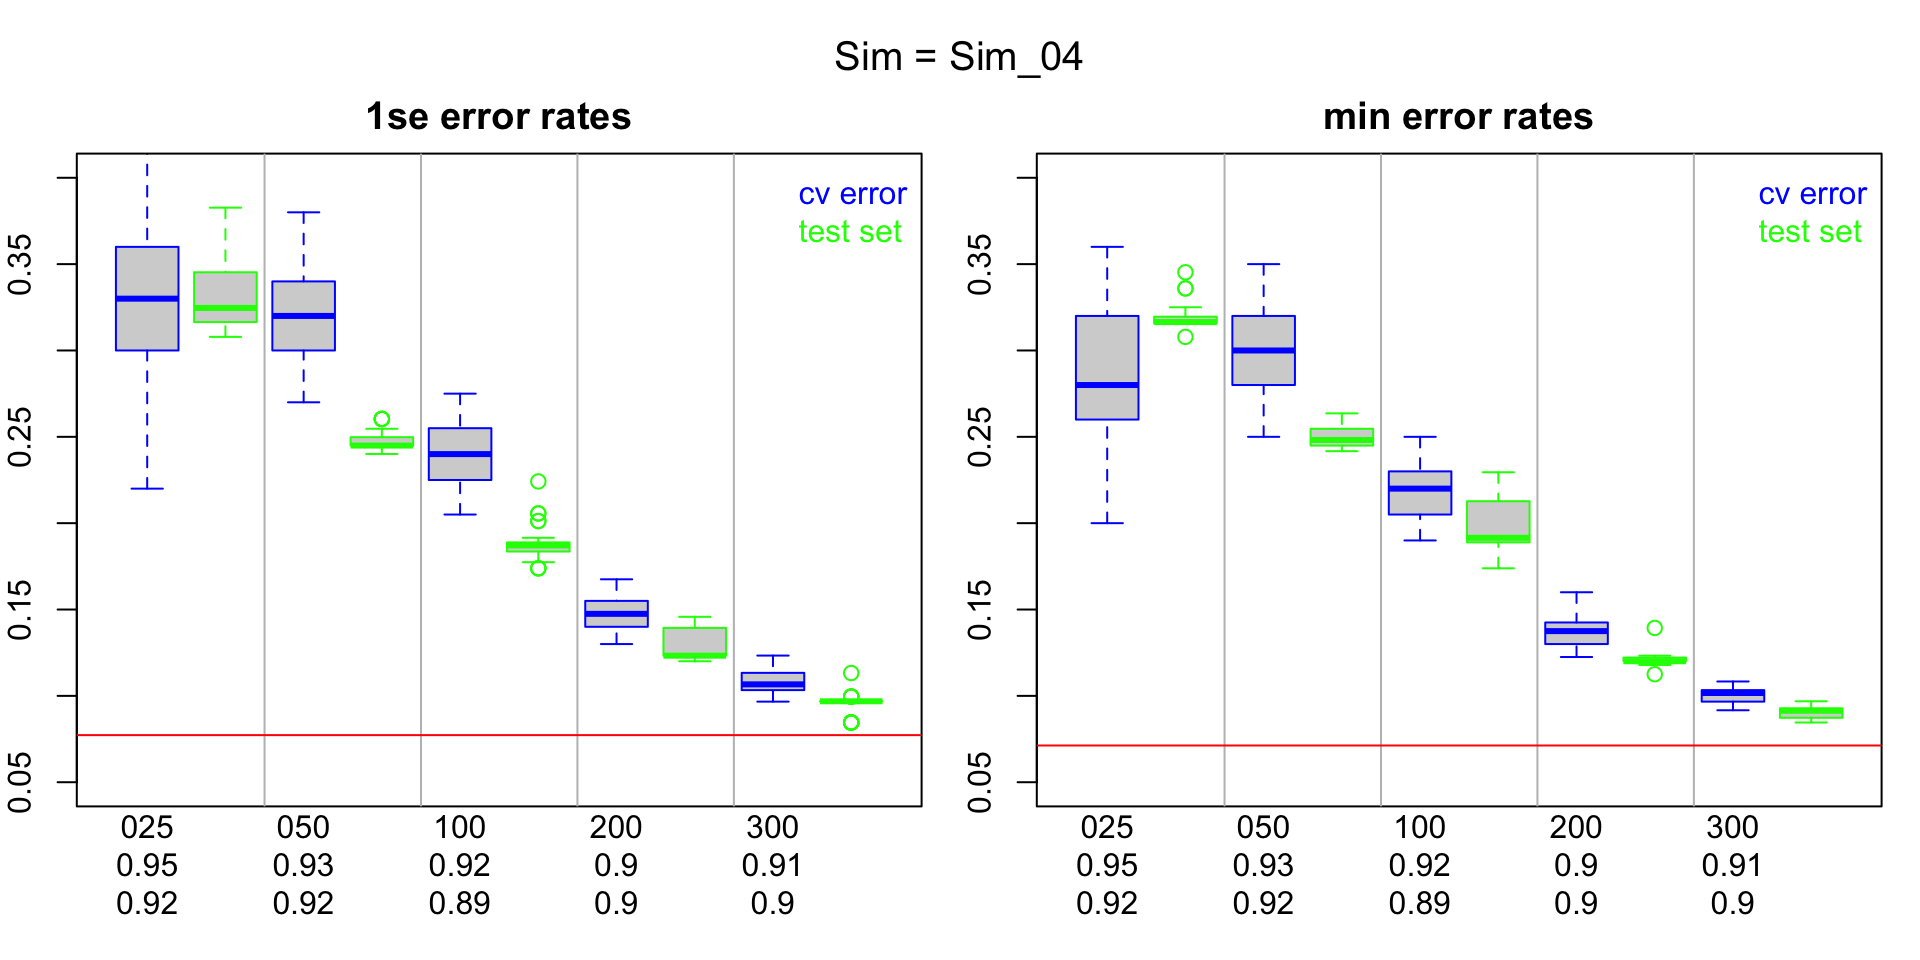 Sim = Sim_04
1se error rates
min error rates
cv error
test set
0.35
0.25
0.15
0.05
025 050 100 200 300
0.95 0.93 0.92 0.9 0.91
0.92 0.92 0.89 0.9 0.9
cv error
test set
0.35
0.25
0.15
0.05
025 050 100 200 300
0.95 0.93 0.92 0.9 0.91
0.92 0.92 0.89 0.9 0.9